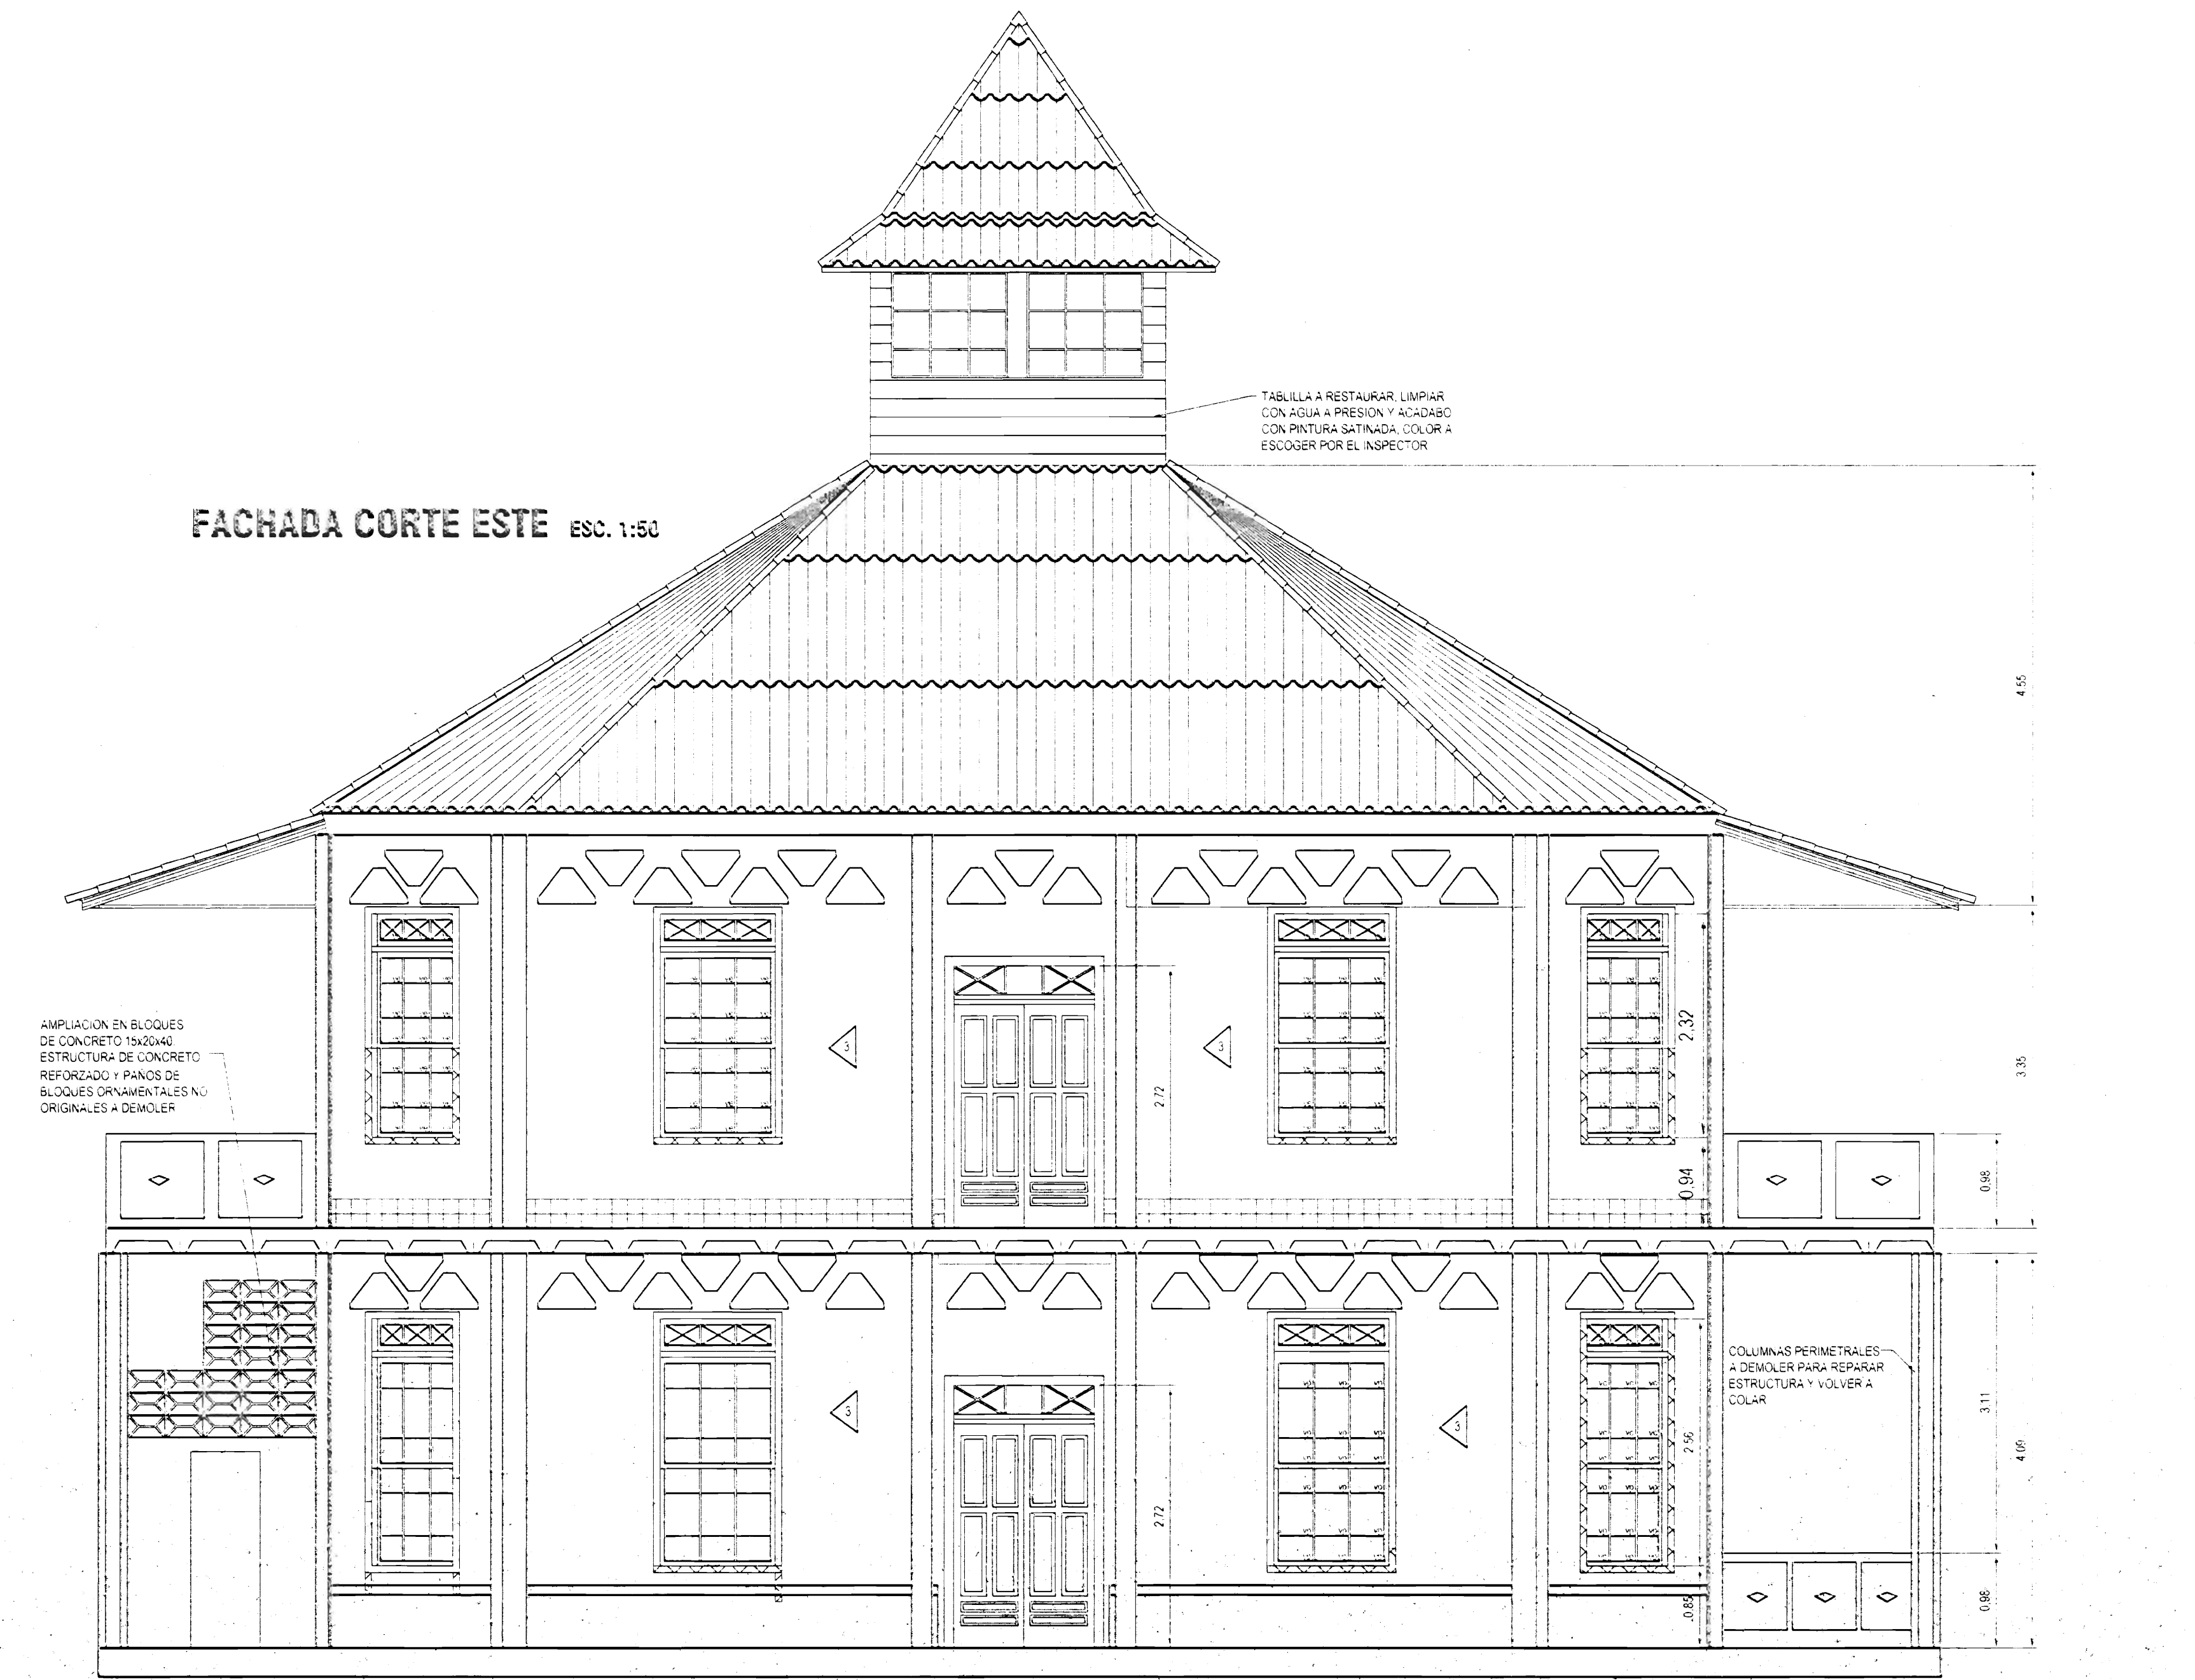 TABLILLA A RESTAURAR, LIMPIAR
CON AGUA A PRESION Y ACADABO
CON PINTURA SATINADA, COLOR A
ESCOGER POR EL INSPECTOR
FACHADA CORTE ESTE ESC. 1:50
4.55
AMPLIACION EN BLOQUES
DE CONCRETO 15x20x40.
ESTRUCTURA DE CONCRETO
REFORZADO Y PAÑOS DE
BLOQUES ORNAMENTALES NO
ORIGINALES A DEMOLER
3
3
2.72
2,32
3.35
0,94
0,98
COLUMNAS PERIMETRALES
A DEMOLER PARA REPARAR
ESTRUCTURA Y VOLVER A
COLAR
3
3
2.72
2.56
3.11
4.09
0.85
0.98